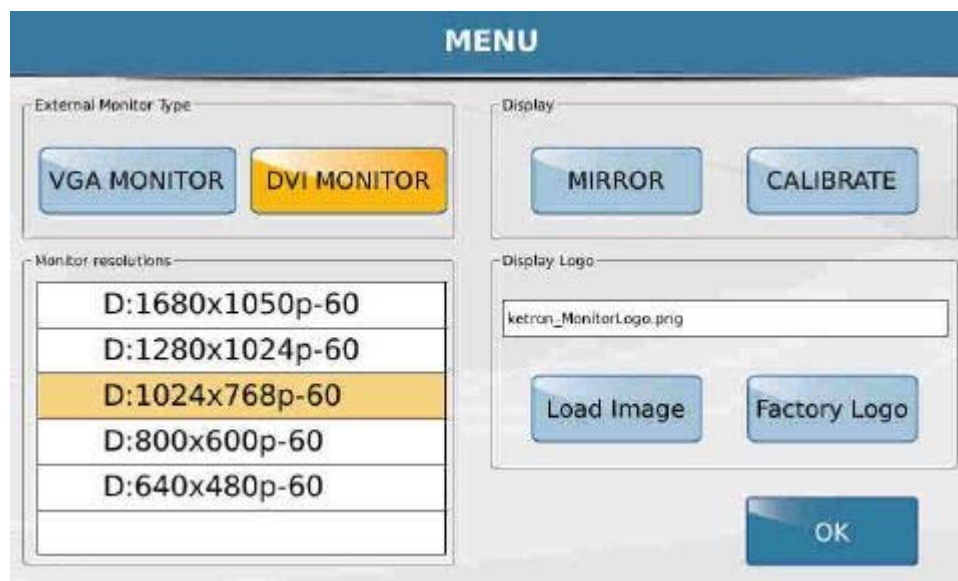 MENU
External Monitor Type
VGA MONITOR
DVI MONITOR
Monitor resolutions
D:1680x1050p-60
D:1280x1024p-60
D:1024x768p-60
D:800x600p-60
D:640x480p-60
Display
MIRROR
CALIBRATE
Display Logo
ketron_MonitorLogo.png
Load Image
Factory Logo
OK